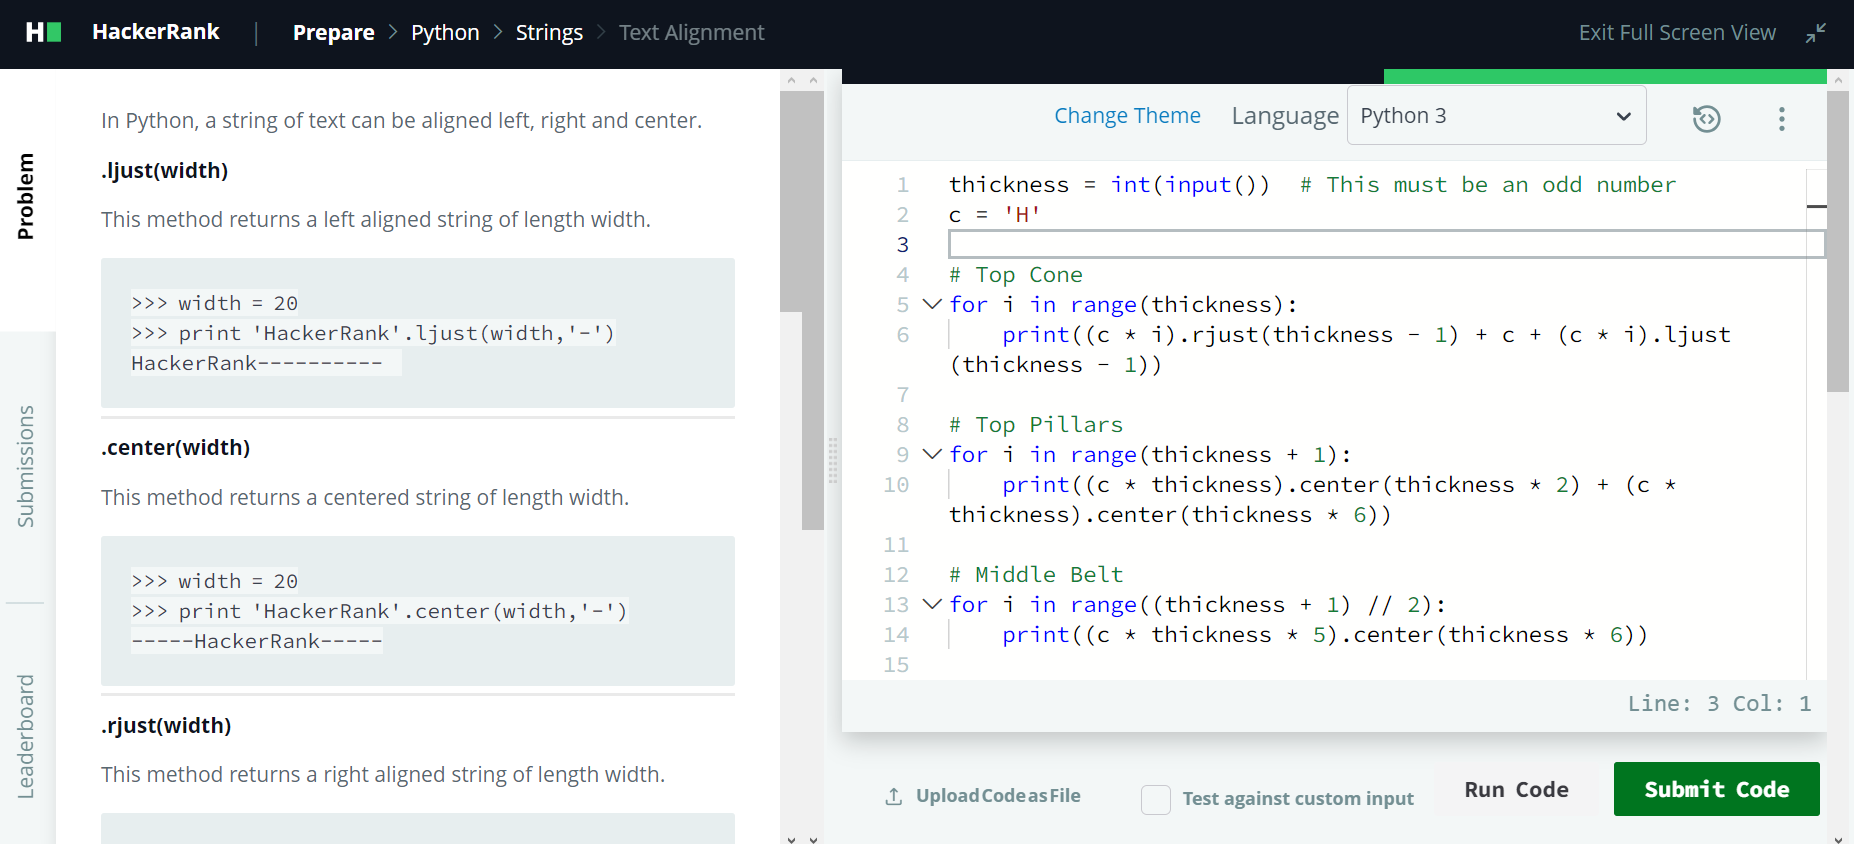 HackerRank
Prepare
Python
Strings
Text Alignment
Exit Full Screen View
Problem
Submissions
Leaderboard
In Python, a string of text can be aligned left, right and center.
.ljust(width)
This method returns a left aligned string of length width.
>>> width = 20
>>> print 'HackerRank'.ljust(width,'-')
HackerRank----------
.center(width)
This method returns a centered string of length width.
>>> width = 20
>>> print 'HackerRank'.center(width,'-')
-----HackerRank-----
.rjust(width)
This method returns a right aligned string of length width.
Change Theme
Language
Python 3
1 thickness = int(input())  # This must be an odd number
2 c = 'H'
3
4 # Top Cone
5 for i in range(thickness):
6     print((c * i).rjust(thickness - 1) + c + (c * i).ljust
(thickness - 1))
7
8 # Top Pillars
9 for i in range(thickness + 1):
10     print((c * thickness).center(thickness * 2) + (c *
thickness).center(thickness * 6))
11
12 # Middle Belt
13 for i in range((thickness + 1) // 2):
14     print((c * thickness * 5).center(thickness * 6))
15
Line: 3 Col: 1
Upload Code as File
Test against custom input
Run Code
Submit Code